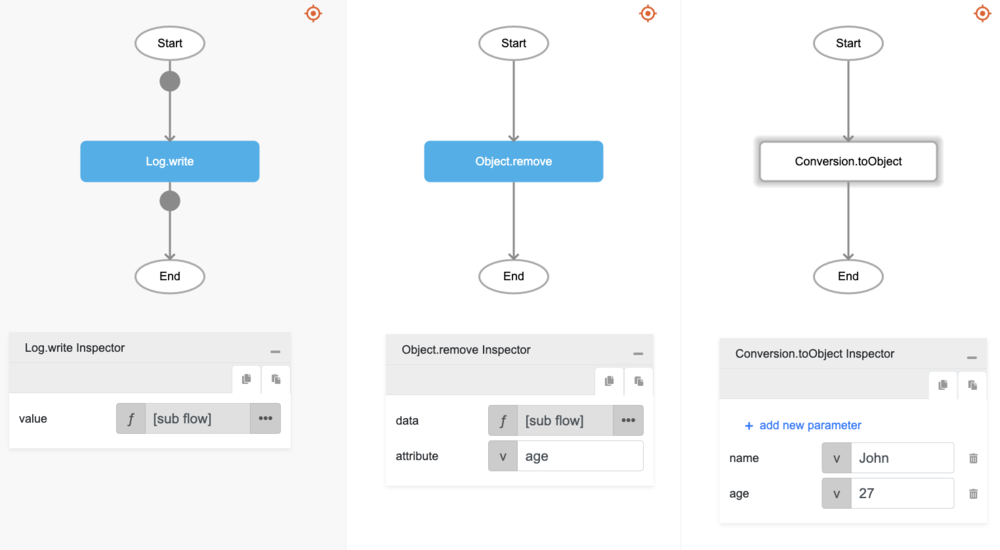 Start
Log.write
End
Log.write Inspector
value
f
[sub flow]
•••
Start
Object.remove
End
Object.remove Inspector
data
f
[sub flow]
•••
attribute
v
age
Start
Conversion.toObject
End
Conversion.toObject Inspector
+ add new parameter
name
v
John
age
v
27